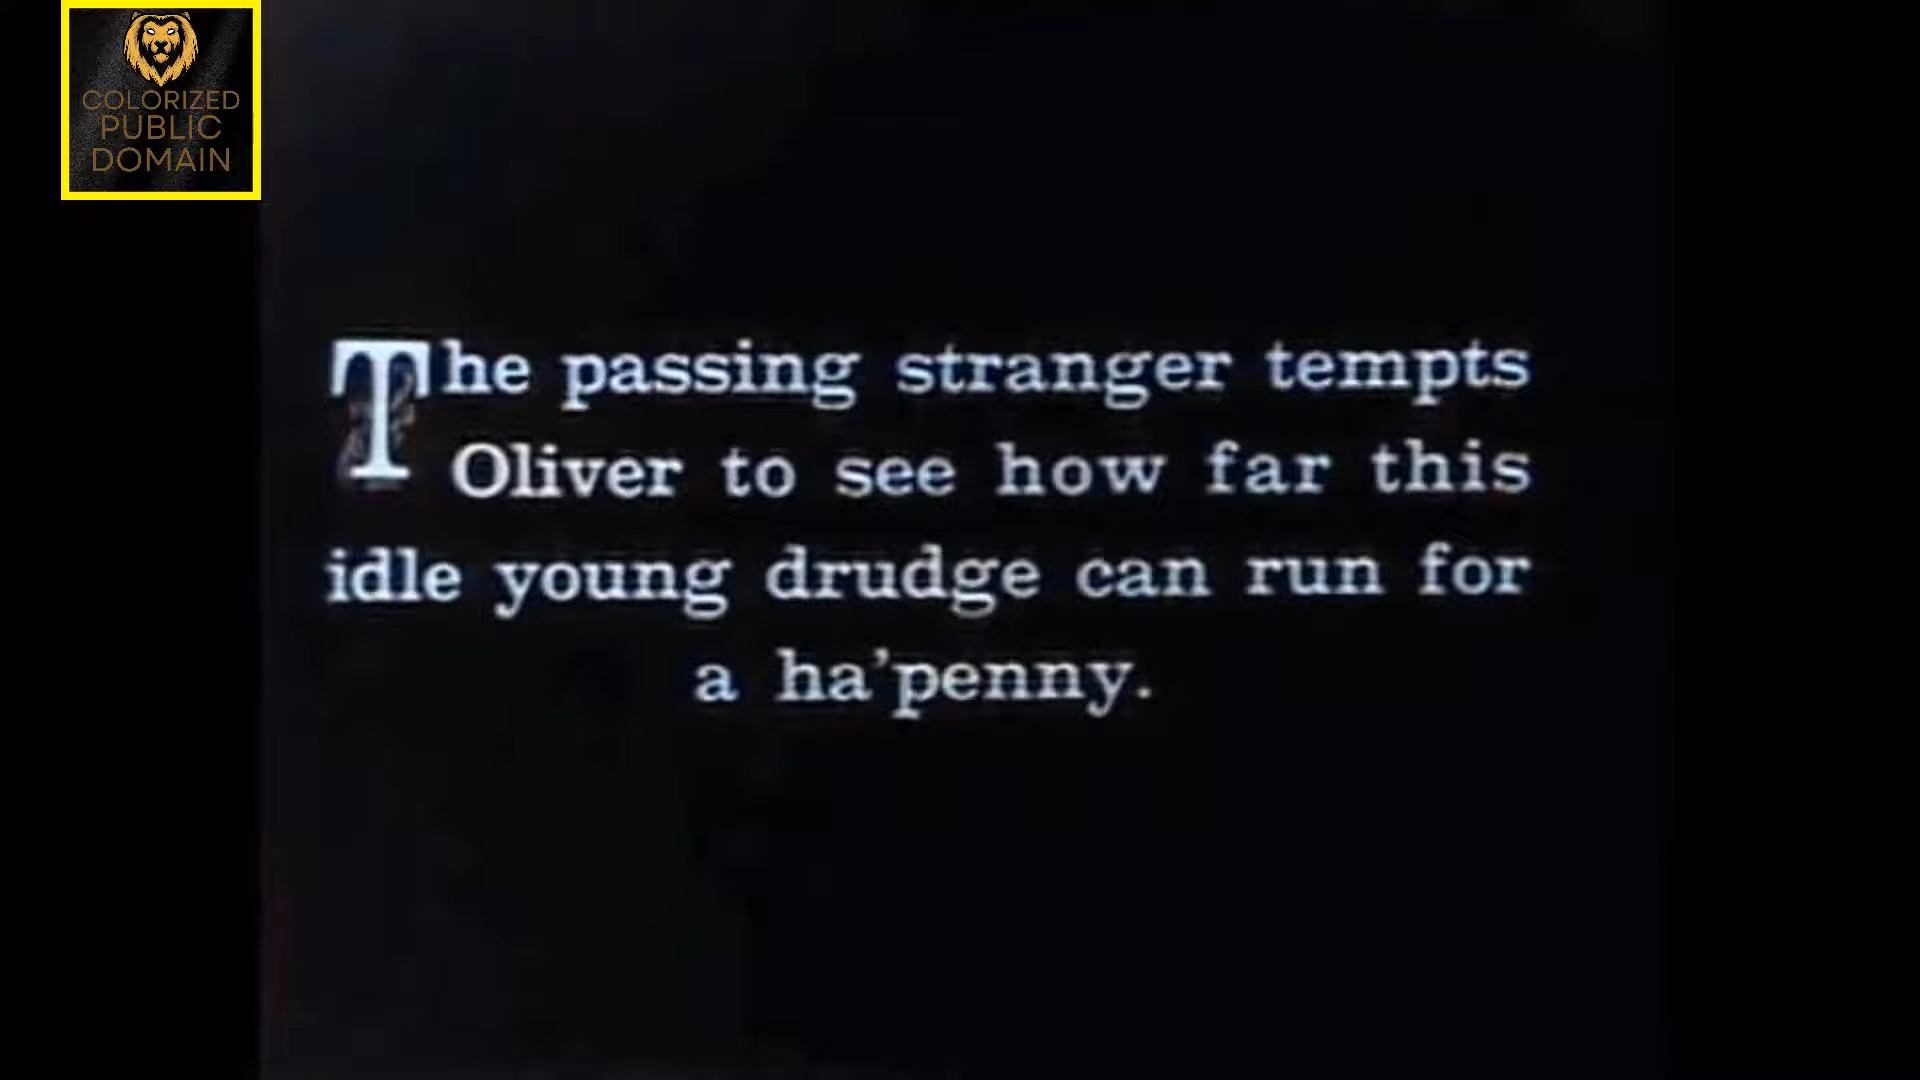 COLORIZED
PUBLIC
DOMAIN
The passing stranger tempts
Oliver to see how far this
idle young drudge can run for
a ha’penny.